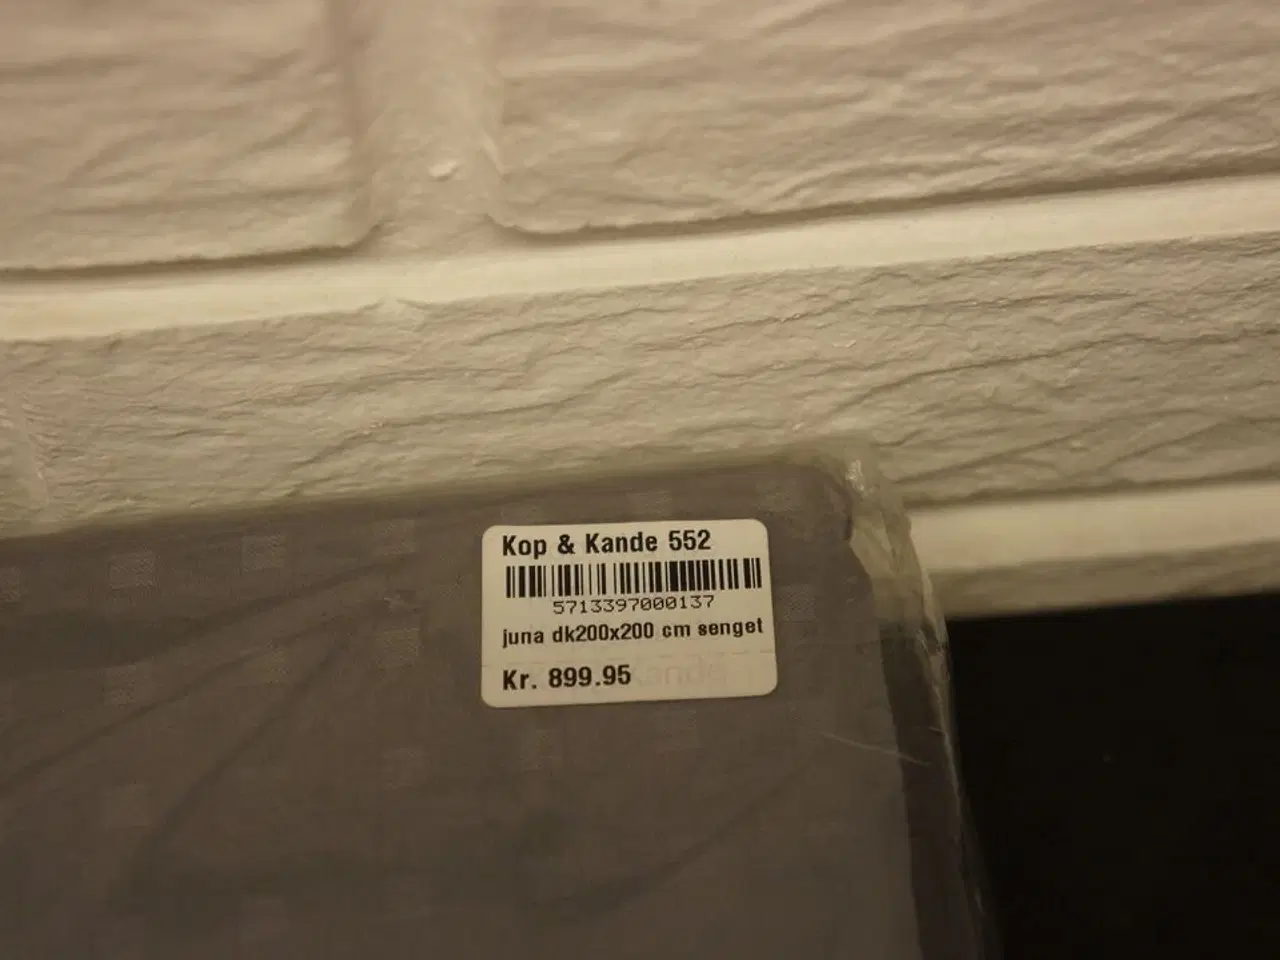 Kop & Kande 552
5713397000137
juna dk200x200 cm senget
Kr. 899.95